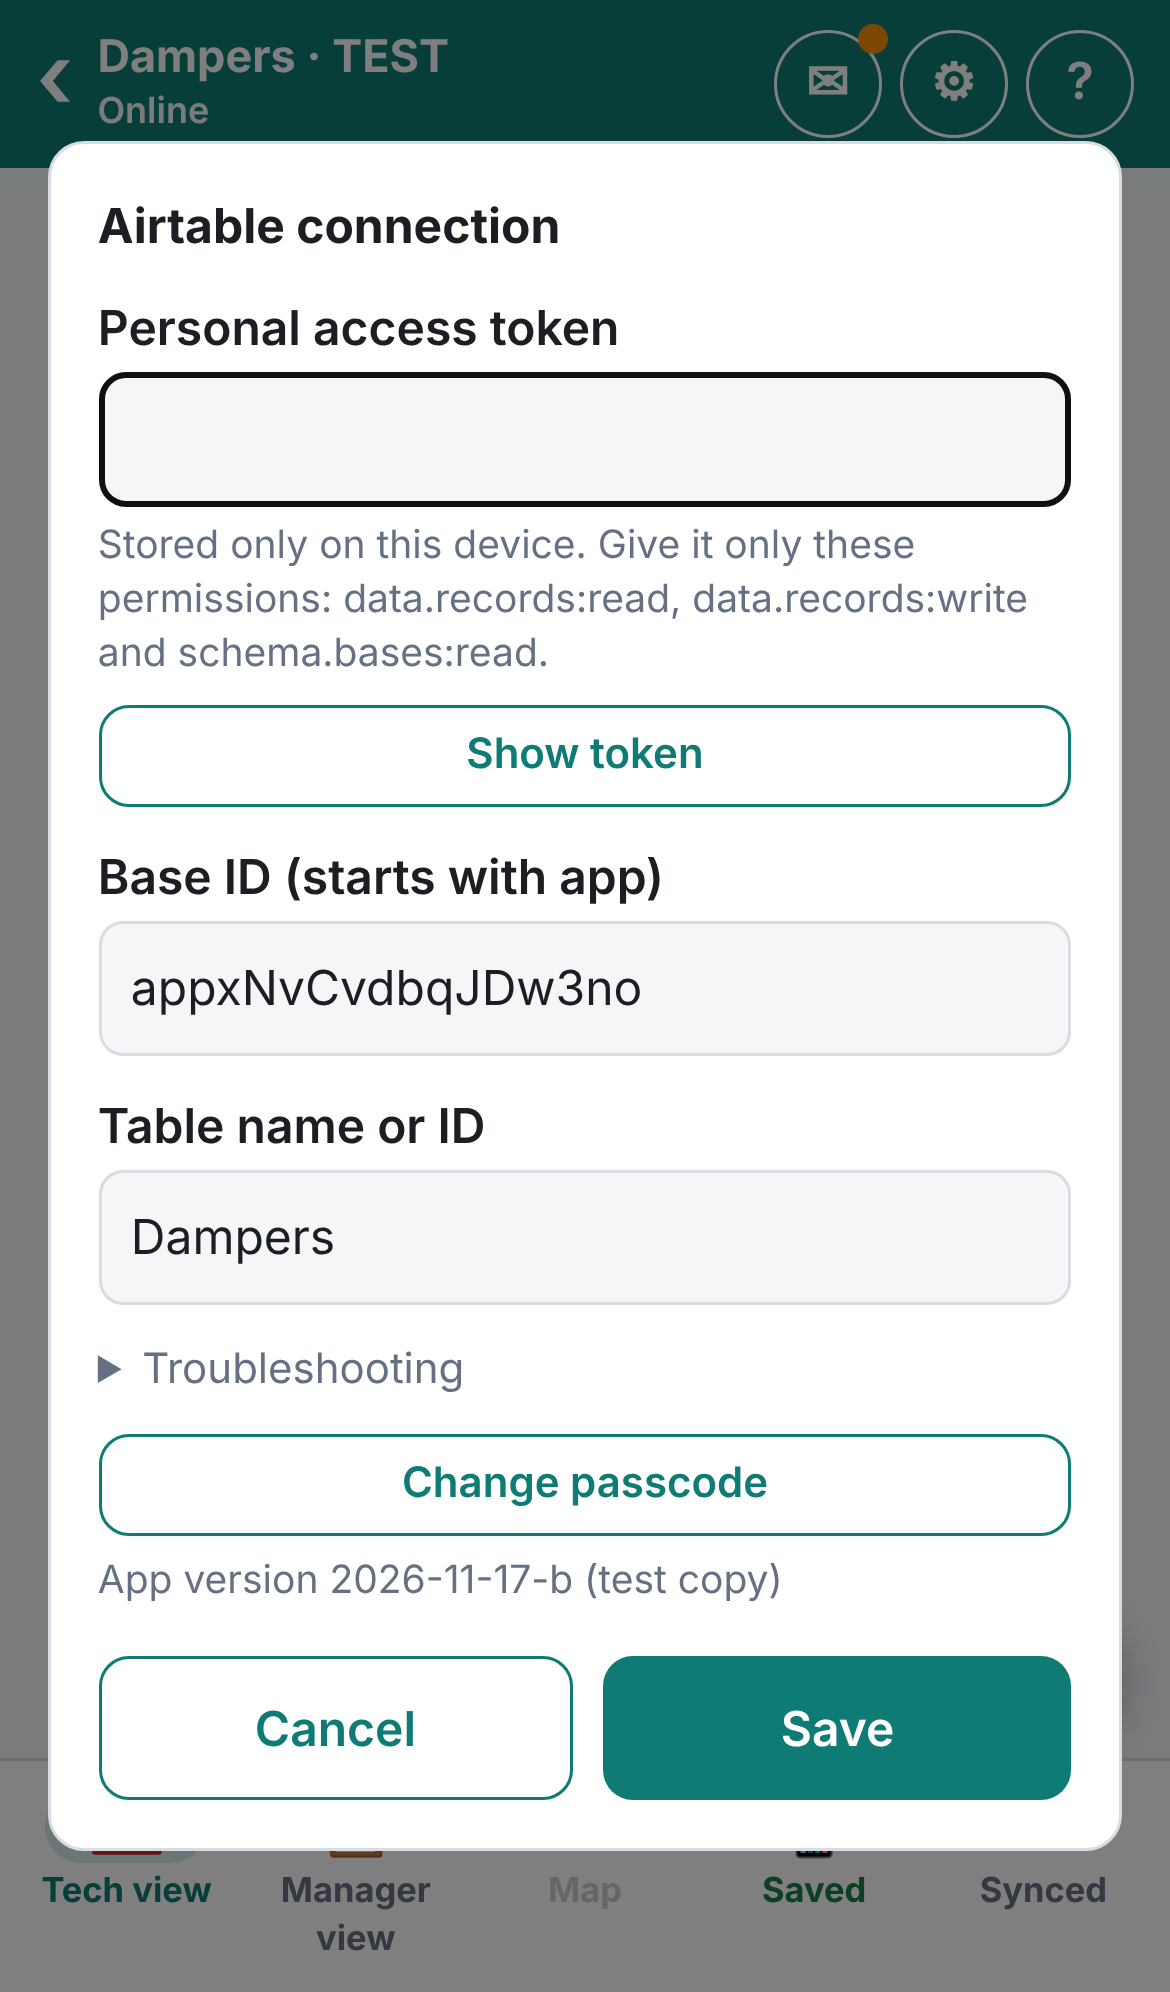 Dampers · TEST
Online
?
Airtable connection
Personal access token
Stored only on this device. Give it only these
permissions: data.records:read, data.records:write
and schema.bases:read.
Show token
Base ID (starts with app)
appxNvCvdbqJDw3no
Table name or ID
Dampers
Troubleshooting
Change passcode
App version 2026-11-17-b (test copy)
Cancel
Save
Tech view
Manager
view
Map
Saved
Synced